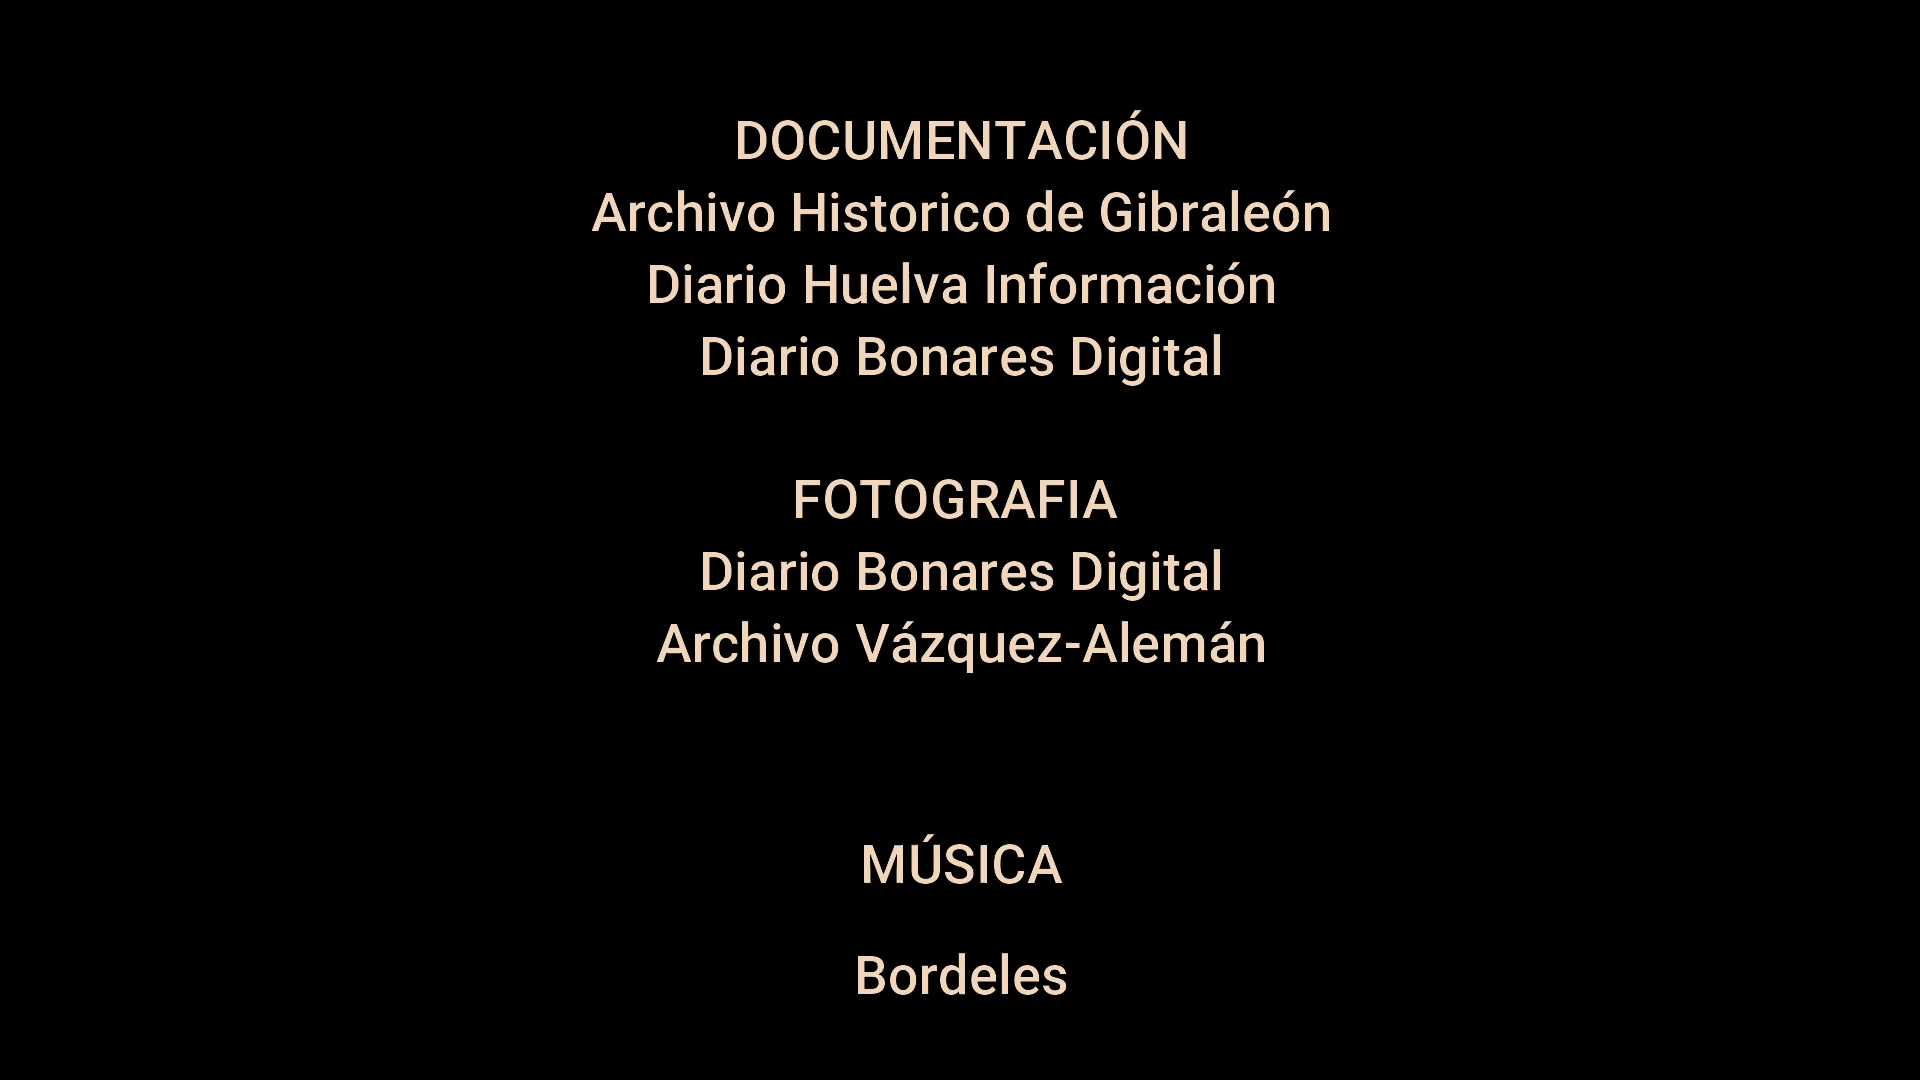 DOCUMENTACIÓN
Archivo Historico de Gibraleón
Diario Huelva Información
Diario Bonares Digital
FOTOGRAFIA
Diario Bonares Digital
Archivo Vázquez-Alemán
MÚSICA
Bordeles